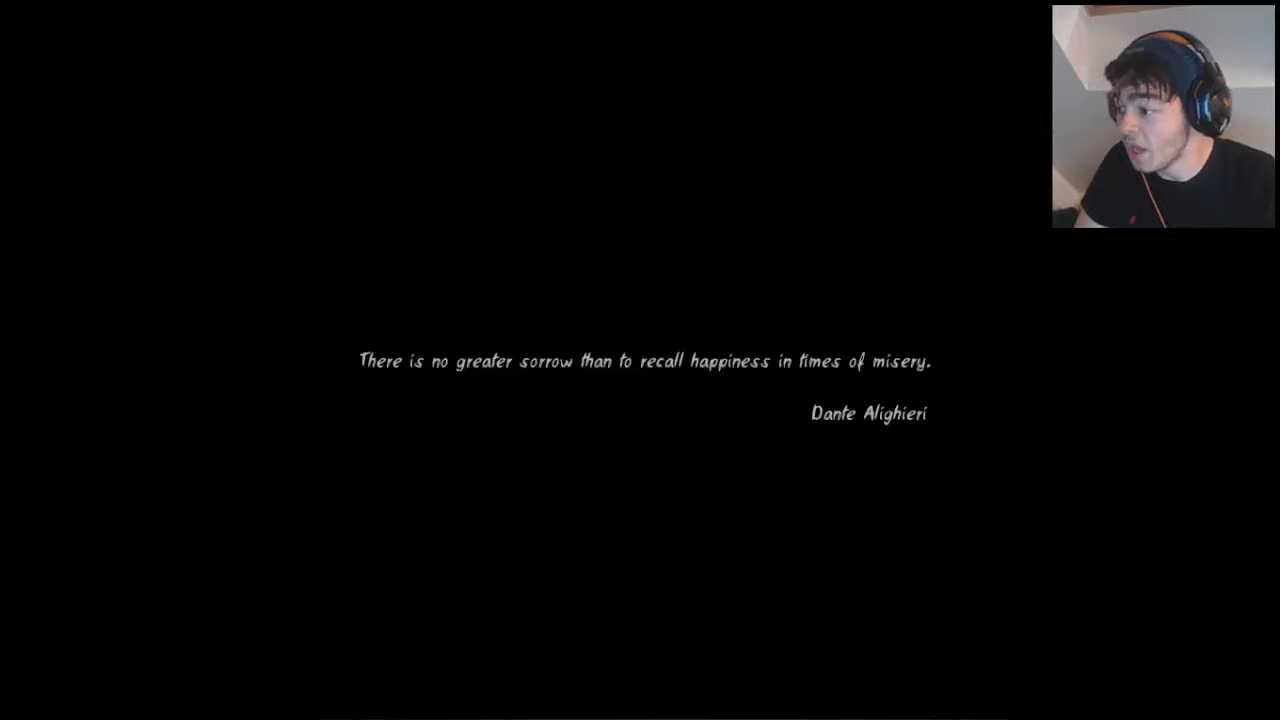 There is no greater sorrow than to recall happiness in times of misery.
Dante Alighieri